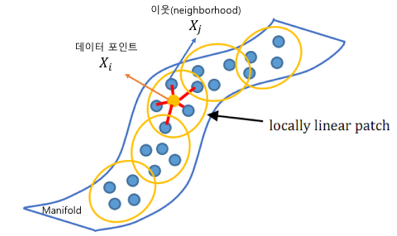 이웃(neighborhood)
X_j
데이터 포인트
X_i
locally linear patch
Manifold